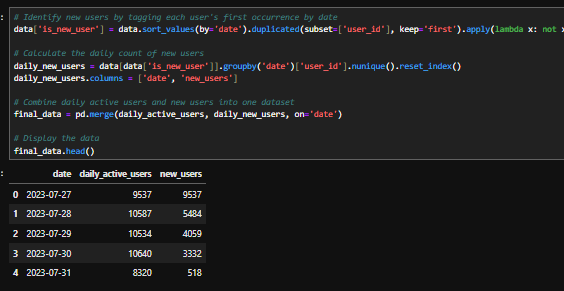 # Identify new users by tagging each user's first occurrence by date
data['is_new_user'] = data.sort_values(by='date').duplicated(subset=['user_id'], keep='first').apply(lambda x: not x
# Calculate the daily count of new users
daily_new_users = data[data['is_new_user']].groupby('date')['user_id'].nunique().reset_index()
daily_new_users.columns = ['date', 'new_users']
# Combine daily active users and new users into one dataset
final_data = pd.merge(daily_active_users, daily_new_users, on='date')
# Display the data
final_data.head()
date daily_active_users new_users
0 2023-07-27 9537 9537
1 2023-07-28 10587 5484
2 2023-07-29 10534 4059
3 2023-07-30 10640 3332
4 2023-07-31 8320 518